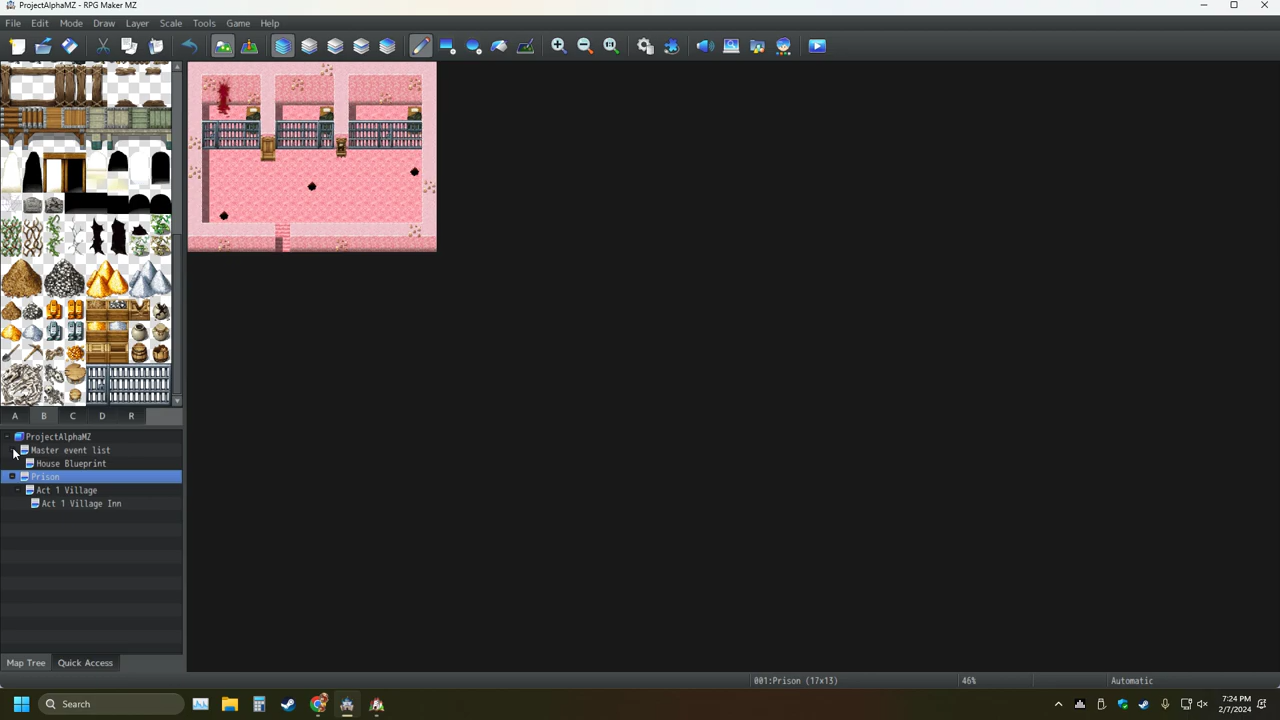 ProjectAlphaMZ - RPG Maker MZ
File Edit Mode Draw Layer Scale Tools Game Help
A B C D R
ProjectAlphaMZ
Master event list
House Blueprint
Prison
Act 1 Village
Act 1 Village Inn
Map Tree Quick Access
001:Prison (17x13) 46% Automatic
Search
7:24 PM
2/7/2024